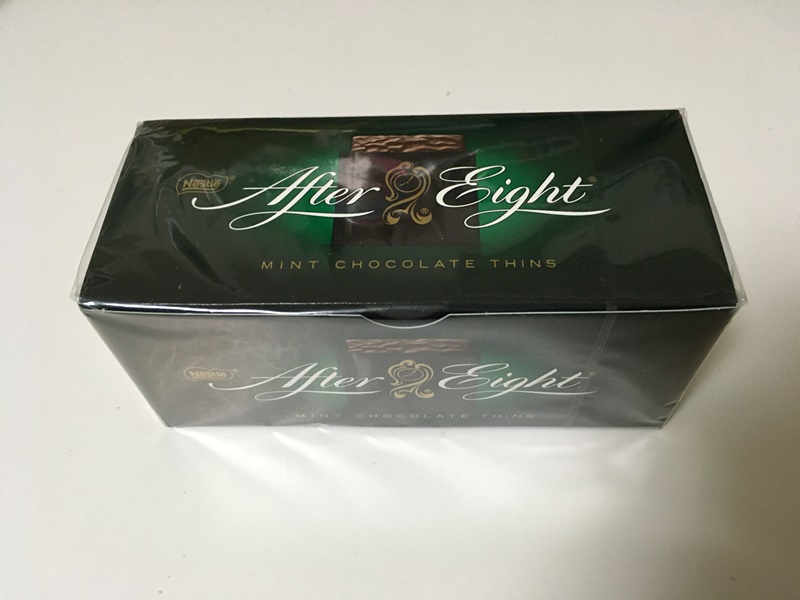 Nestlé
After Eight®
®
MINT CHOCOLATE THINS
Nestlé
After Eight
MINT CHOCOLATE THINS